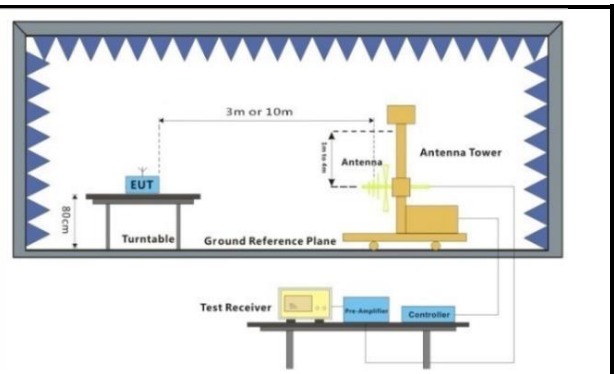 3m or 10m
1m to 4m
Antenna
Antenna Tower
EUT
80cm
Turntable
Ground Reference Plane
Test Receiver
Pre-Amplifier
Controller